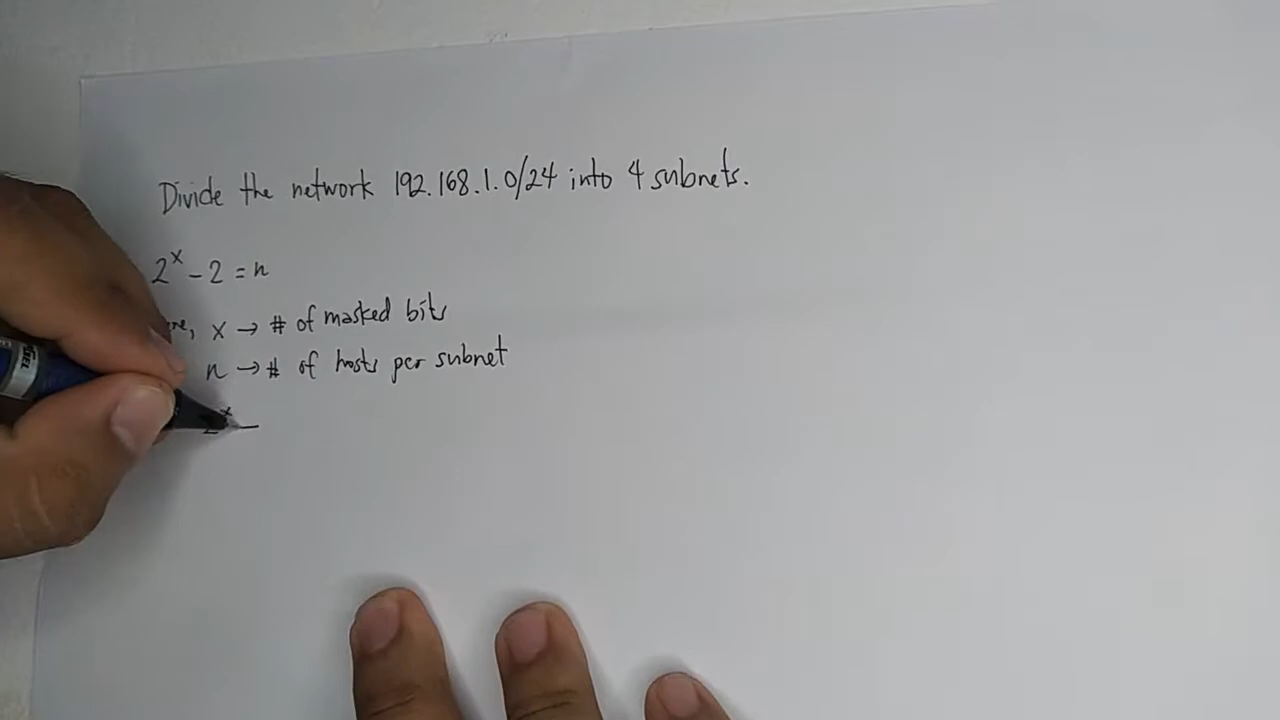 Divide the network 192.168.1.0/24 into 4 subnets.
2^x - 2 = n
x → # of masked bits
n → # of hosts per subnet